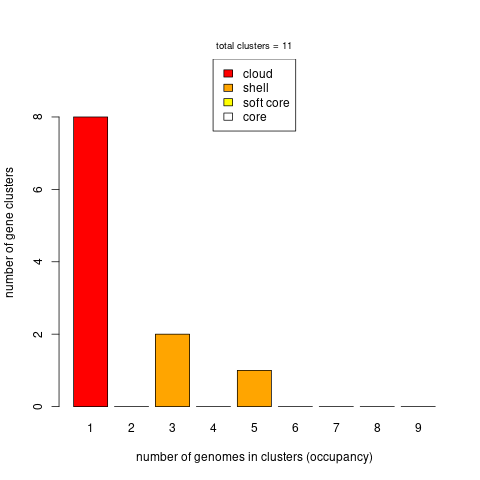 total clusters = 11
cloud
shell
soft core
core
number of gene clusters
8
6
4
2
0
1 2 3 4 5 6 7 8 9
number of genomes in clusters (occupancy)